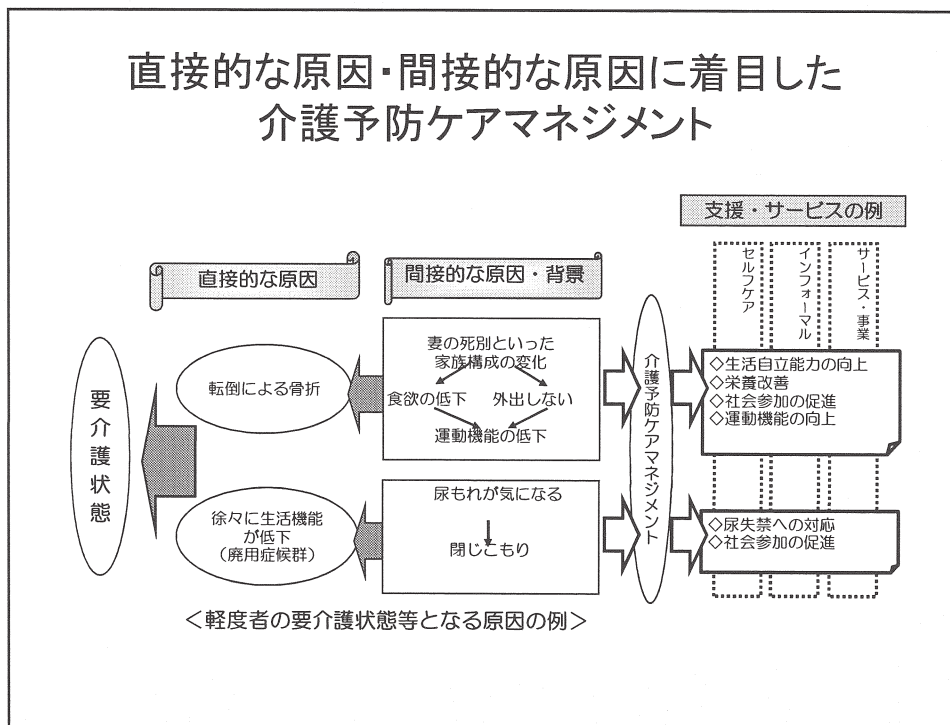 直接的な原因・間接的な原因に着目した
介護予防ケアマネジメント
支援・サービスの例
直接的な原因
間接的な原因・背景
セルフケア
インフォーマル
サービス・事業
要介護状態
転倒による骨折
妻の死別といった
家族構成の変化
食欲の低下
外出しない
運動機能の低下
介護予防ケアマネジメント
◇生活自立能力の向上
◇栄養改善
◇社会参加の促進
◇運動機能の向上
徐々に生活機能
が低下
（廃用症候群）
尿もれが気になる
閉じこもり
◇尿失禁への対応
◇社会参加の促進
＜軽度者の要介護状態等となる原因の例＞